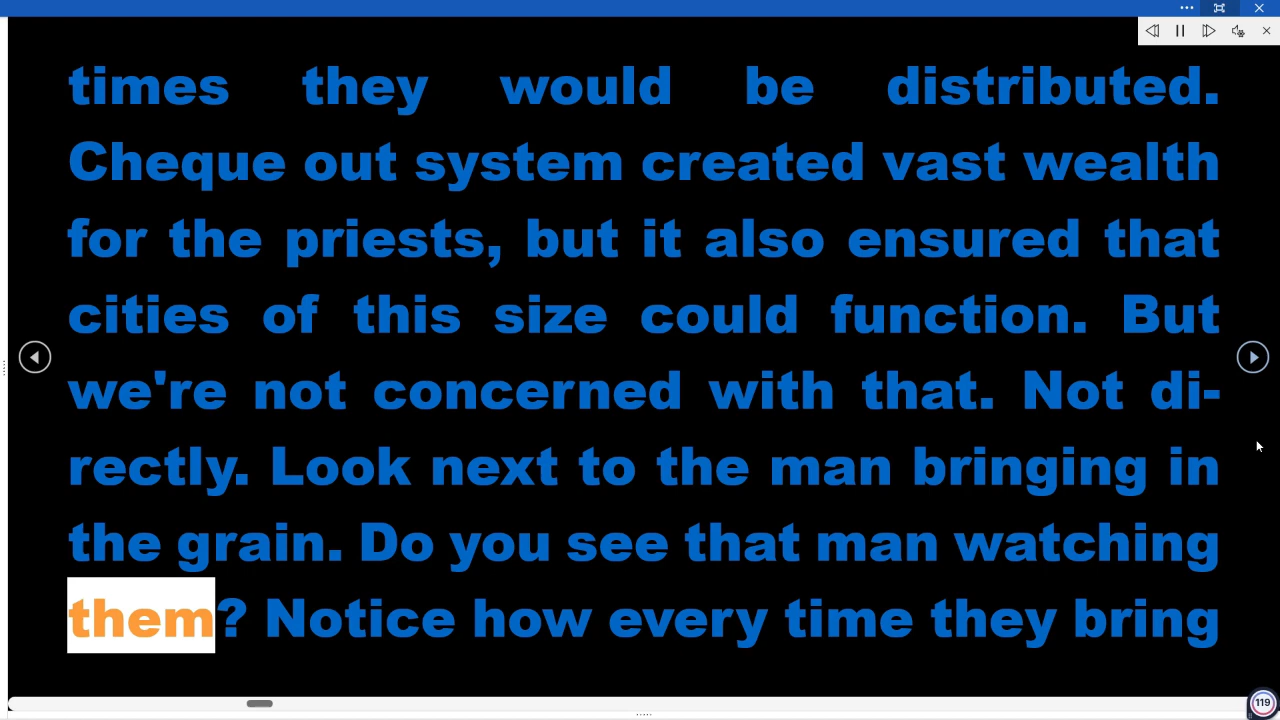 times they would be distributed.
Cheque out system created vast wealth
for the priests, but it also ensured that
cities of this size could function. But
we're not concerned with that. Not di-
rectly. Look next to the man bringing in
the grain. Do you see that man watching
them? Notice how every time they bring
119